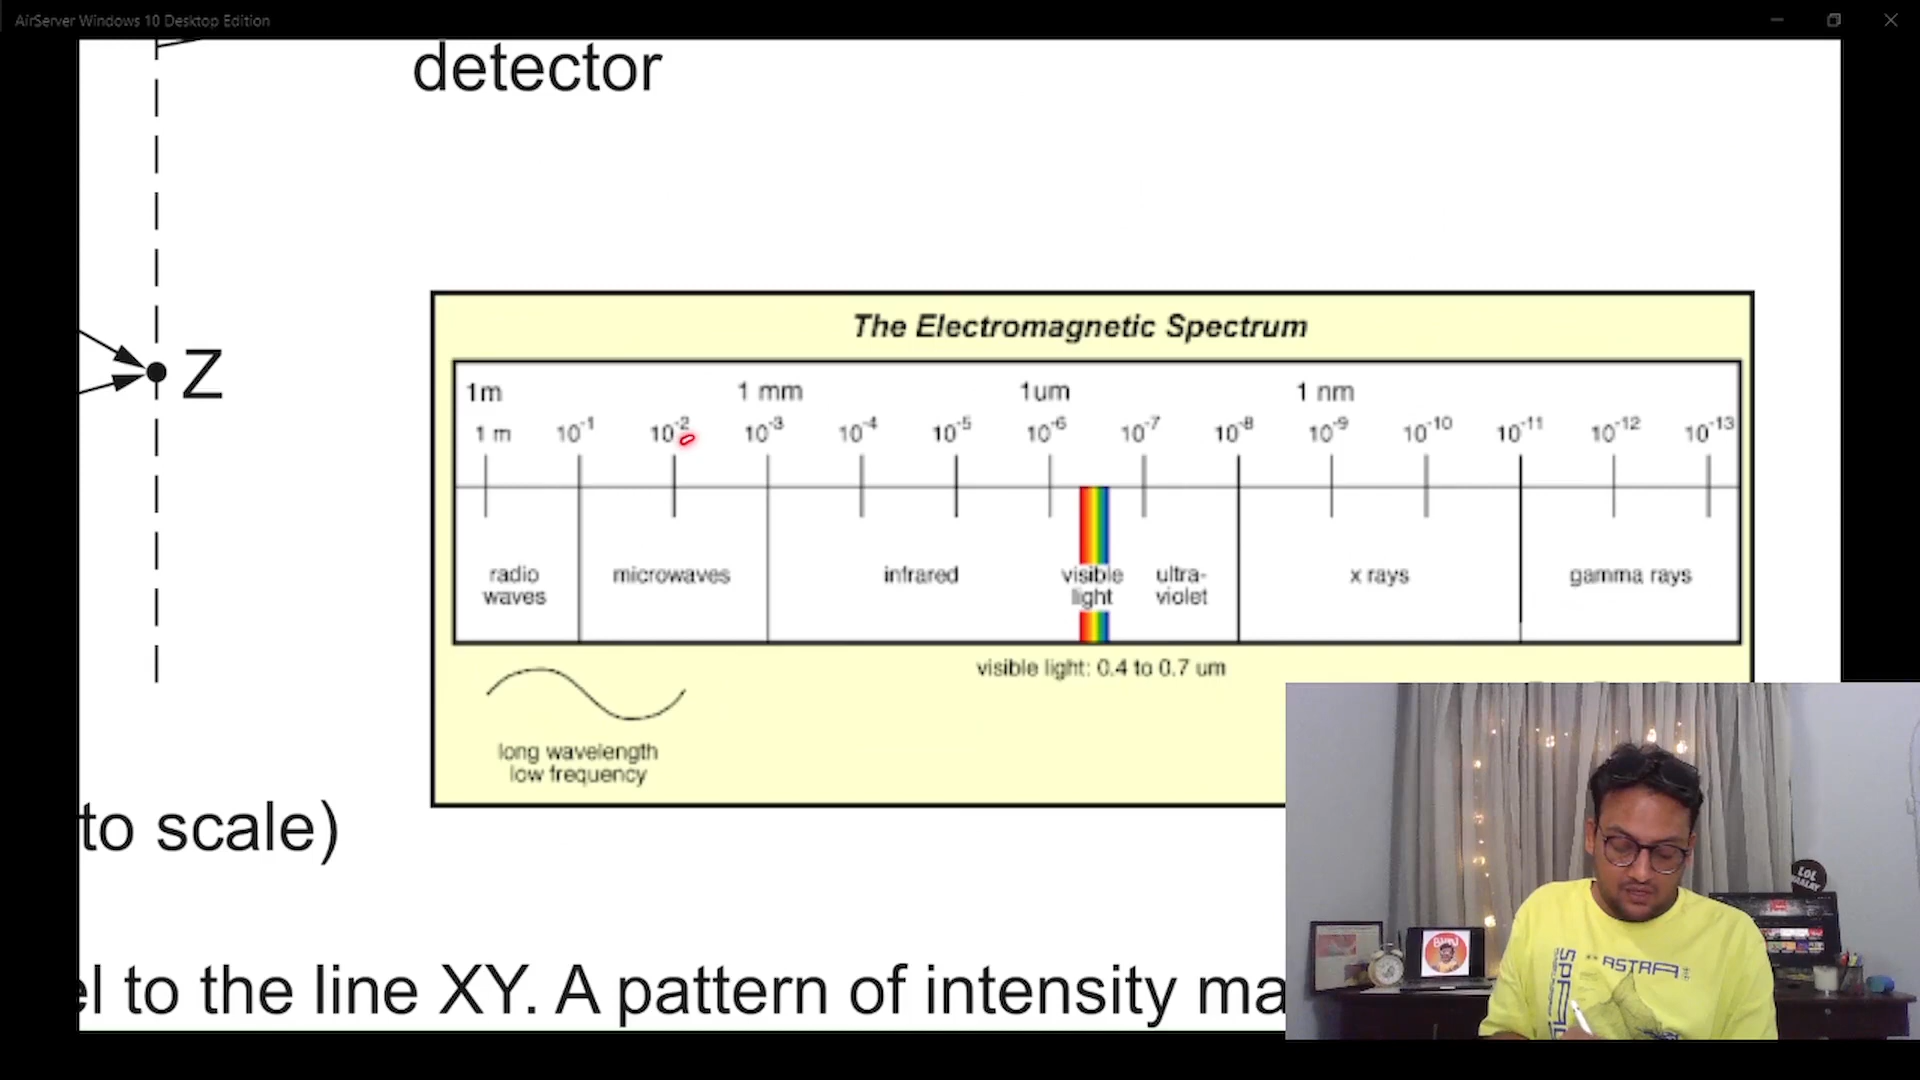 AirServer Windows 10 Desktop Edition
detector
Z
The Electromagnetic Spectrum
1m 1 mm 1um 1 nm
1 m 10⁻¹ 10⁻² 10⁻³ 10⁻⁴ 10⁻⁵ 10⁻⁶ 10⁻⁷ 10⁻⁸ 10⁻⁹ 10⁻¹⁰ 10⁻¹¹ 10⁻¹² 10⁻¹³
radio
waves
microwaves
infrared
visible
light
ultra-
violet
x rays
gamma rays
visible light: 0.4 to 0.7 um
long wavelength
low frequency
to scale)
to the line XY. A pattern of intensity
LOL
ASTRA